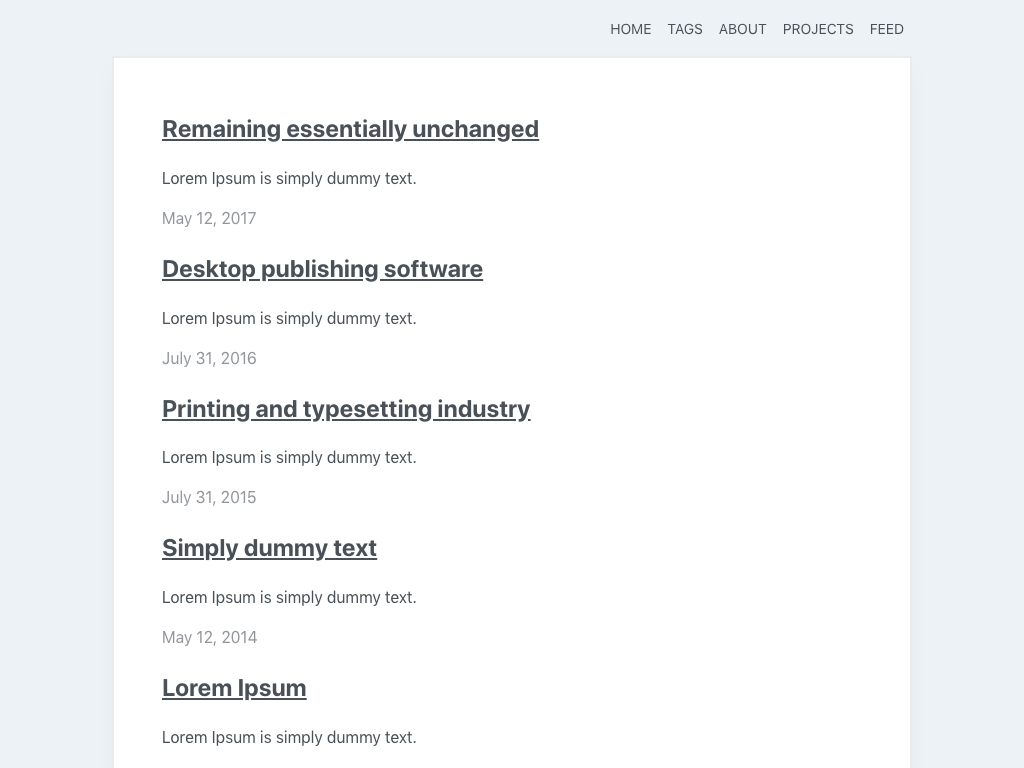 HOME TAGS ABOUT PROJECTS FEED
Remaining essentially unchanged
Lorem Ipsum is simply dummy text.
May 12, 2017
Desktop publishing software
Lorem Ipsum is simply dummy text.
July 31, 2016
Printing and typesetting industry
Lorem Ipsum is simply dummy text.
July 31, 2015
Simply dummy text
Lorem Ipsum is simply dummy text.
May 12, 2014
Lorem Ipsum
Lorem Ipsum is simply dummy text.